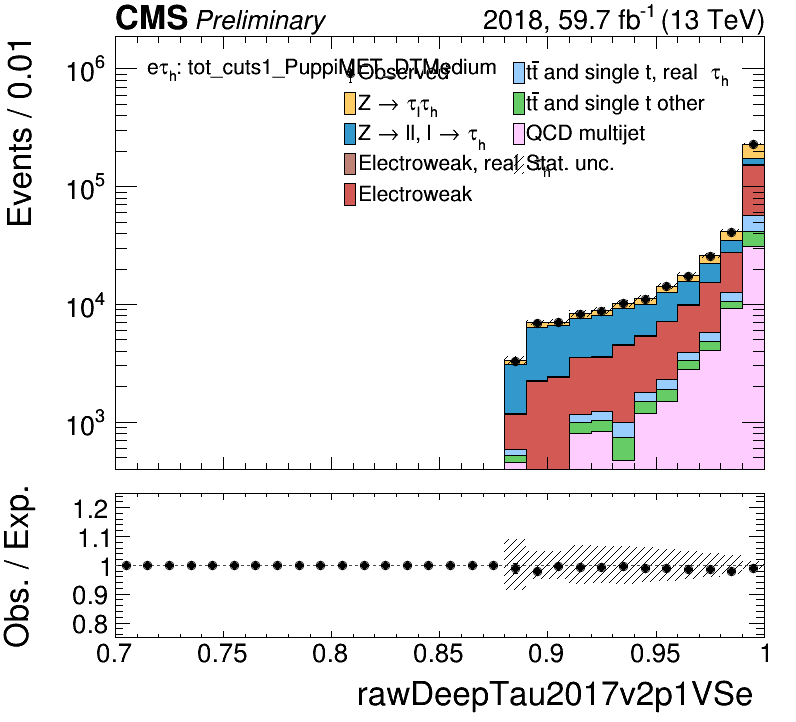 CMS Preliminary 2018, 59.7 fb⁻¹ (13 TeV)
Events / 0.01
10⁶
10⁵
10⁴
10³
eτₕ: tot_cuts1_PuppiMET_DTMedium
Observed
Z → τₗτₕ
Z → ll, l → τₕ
Electroweak, real τₕ
Electroweak
tt̄ and single t, real τₕ
tt̄ and single t other
QCD multijet
Stat. unc.
Obs. / Exp.
1.2
1.1
1
0.9
0.8
0.7 0.75 0.8 0.85 0.9 0.95 1
rawDeepTau2017v2p1VSe